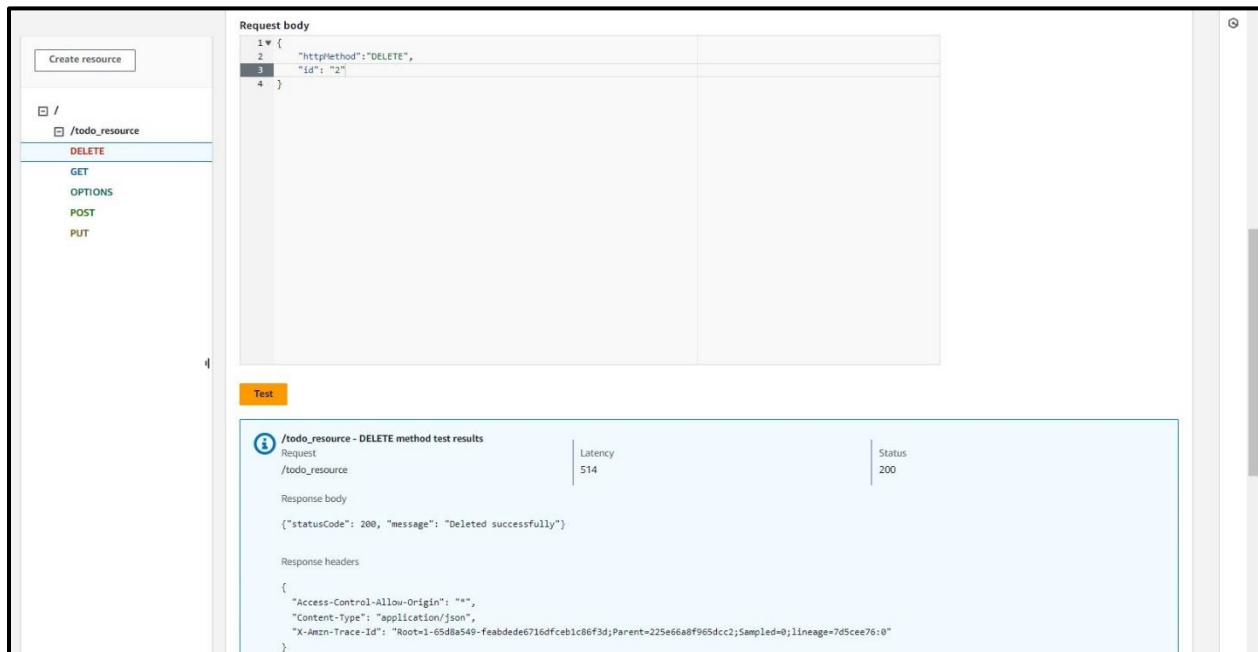 Create resource
/
/todo_resource
DELETE
GET
OPTIONS
POST
PUT
Request body
1 {
2 "httpMethod":"DELETE",
3 "id": "2"
4 }
Test
/todo_resource - DELETE method test results
Request
/todo_resource
Latency
514
Status
200
Response body
{"statusCode": 200, "message": "Deleted successfully"}
Response headers
{
"Access-Control-Allow-Origin": "*",
"Content-Type": "application/json",
"X-Amzn-Trace-Id": "Root=1-65d8a549-feabdede6716dfceb1c86f3d;Parent=225e66a8f965dcc2;Sampled=0;lineage=7d5cee76:0"
}